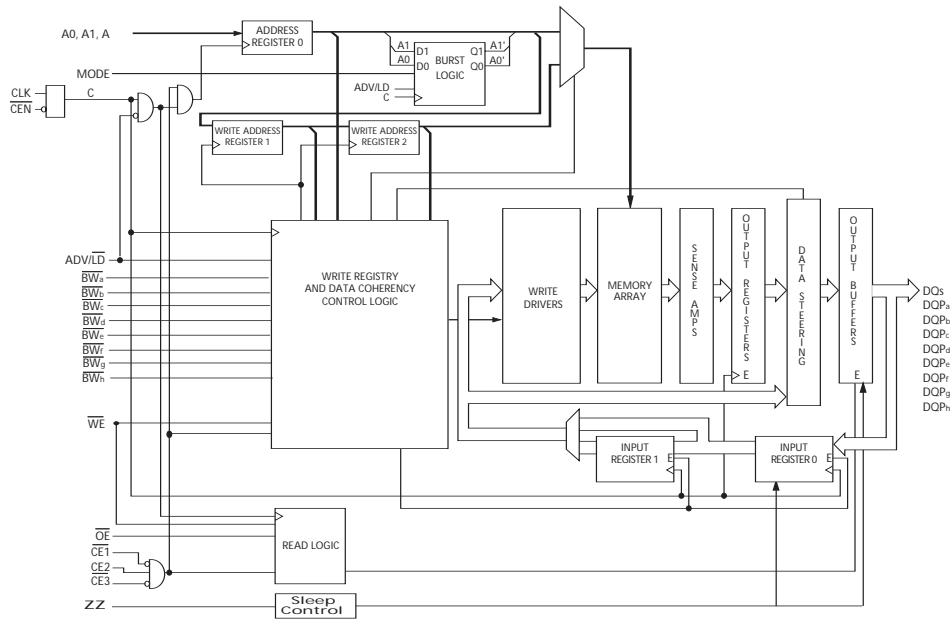 A0, A1, A
ADDRESS
REGISTER 0
A1
A0
D1
D0
BURST
LOGIC
Q1
Q0
A1'
A0'
MODE
ADV/LD
C
CLK
CEN
C
WRITE ADDRESS
REGISTER 1
WRITE ADDRESS
REGISTER 2
ADV/LD
BWa
BWb
BWc
BWd
BWe
BWf
BWg
BWh
WRITE REGISTRY
AND DATA COHERENCY
CONTROL LOGIC
WRITE
DRIVERS
MEMORY
ARRAY
SENSE AMPS
OUTPUT REGISTERS
E
DATA STEERING
OUTPUT BUFFERS
E
DQs
DQPa
DQPb
DQPc
DQPd
DQPe
DQPf
DQPg
DQPh
WE
INPUT
REGISTER 1
E
INPUT
REGISTER 0
E
OE
CE1
CE2
CE3
READ LOGIC
ZZ
Sleep
Control